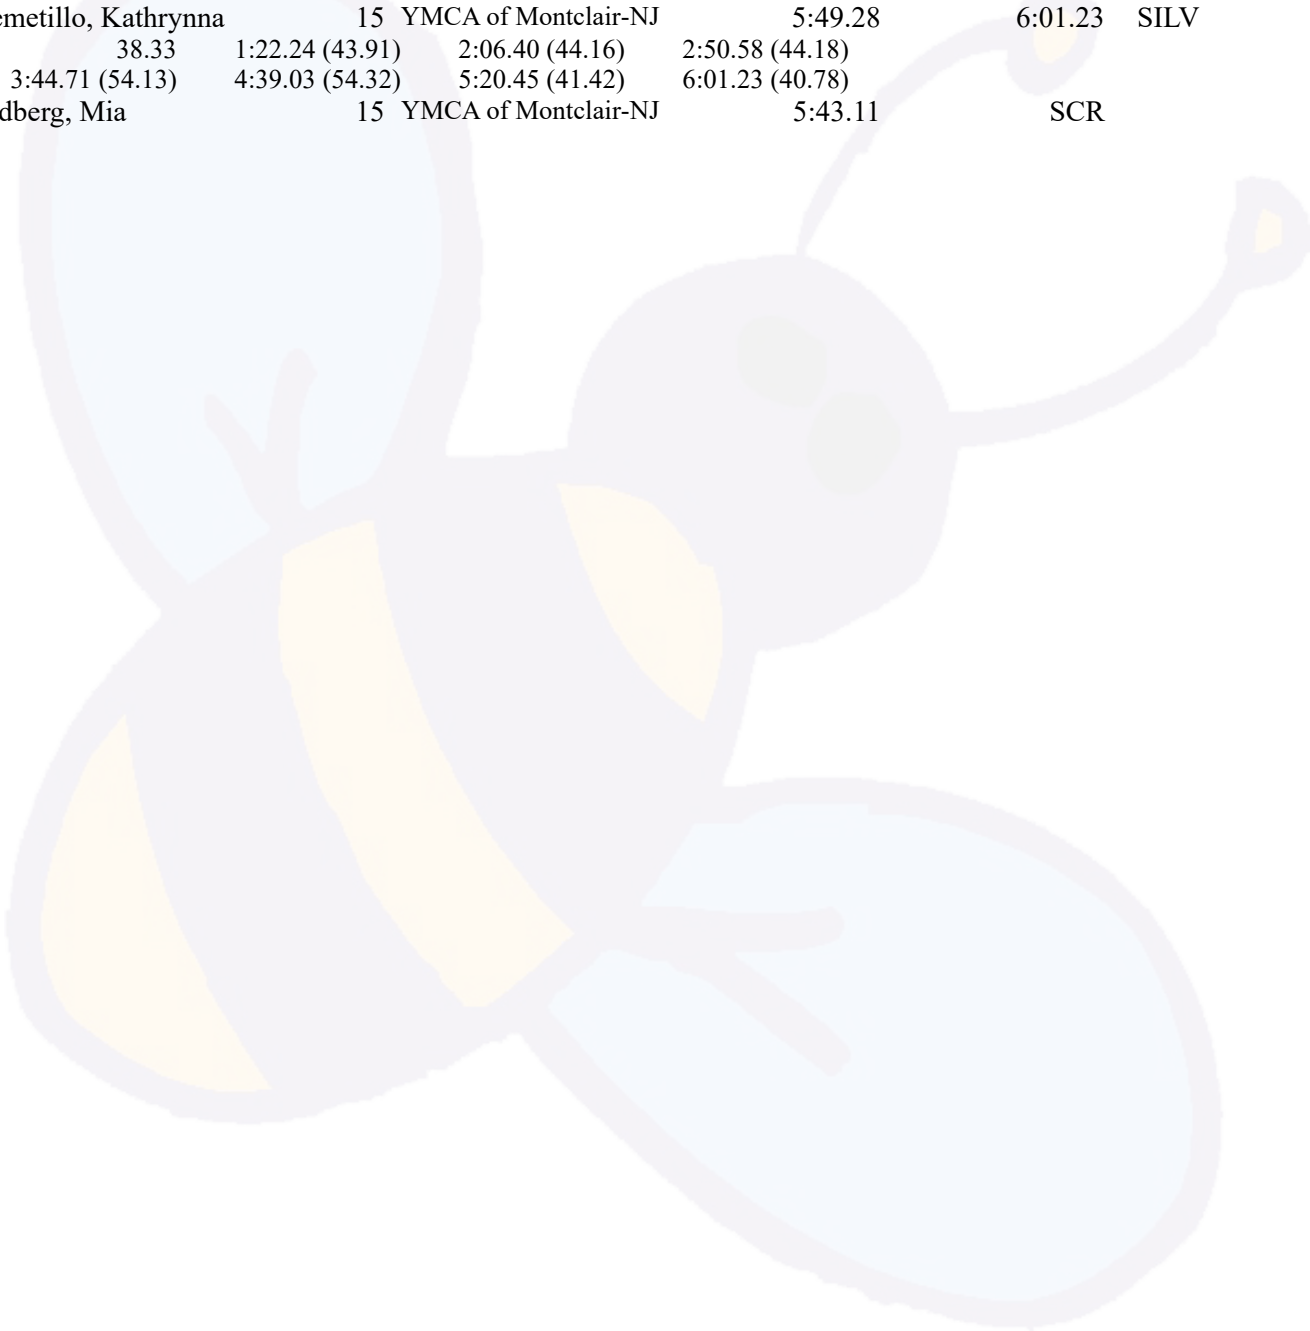 emetillo, Kathrynna 15 YMCA of Montclair-NJ 5:49.28 6:01.23 SILV
38.33 1:22.24 (43.91) 2:06.40 (44.16) 2:50.58 (44.18)
3:44.71 (54.13) 4:39.03 (54.32) 5:20.45 (41.42) 6:01.23 (40.78)
dberg, Mia 15 YMCA of Montclair-NJ 5:43.11 SCR